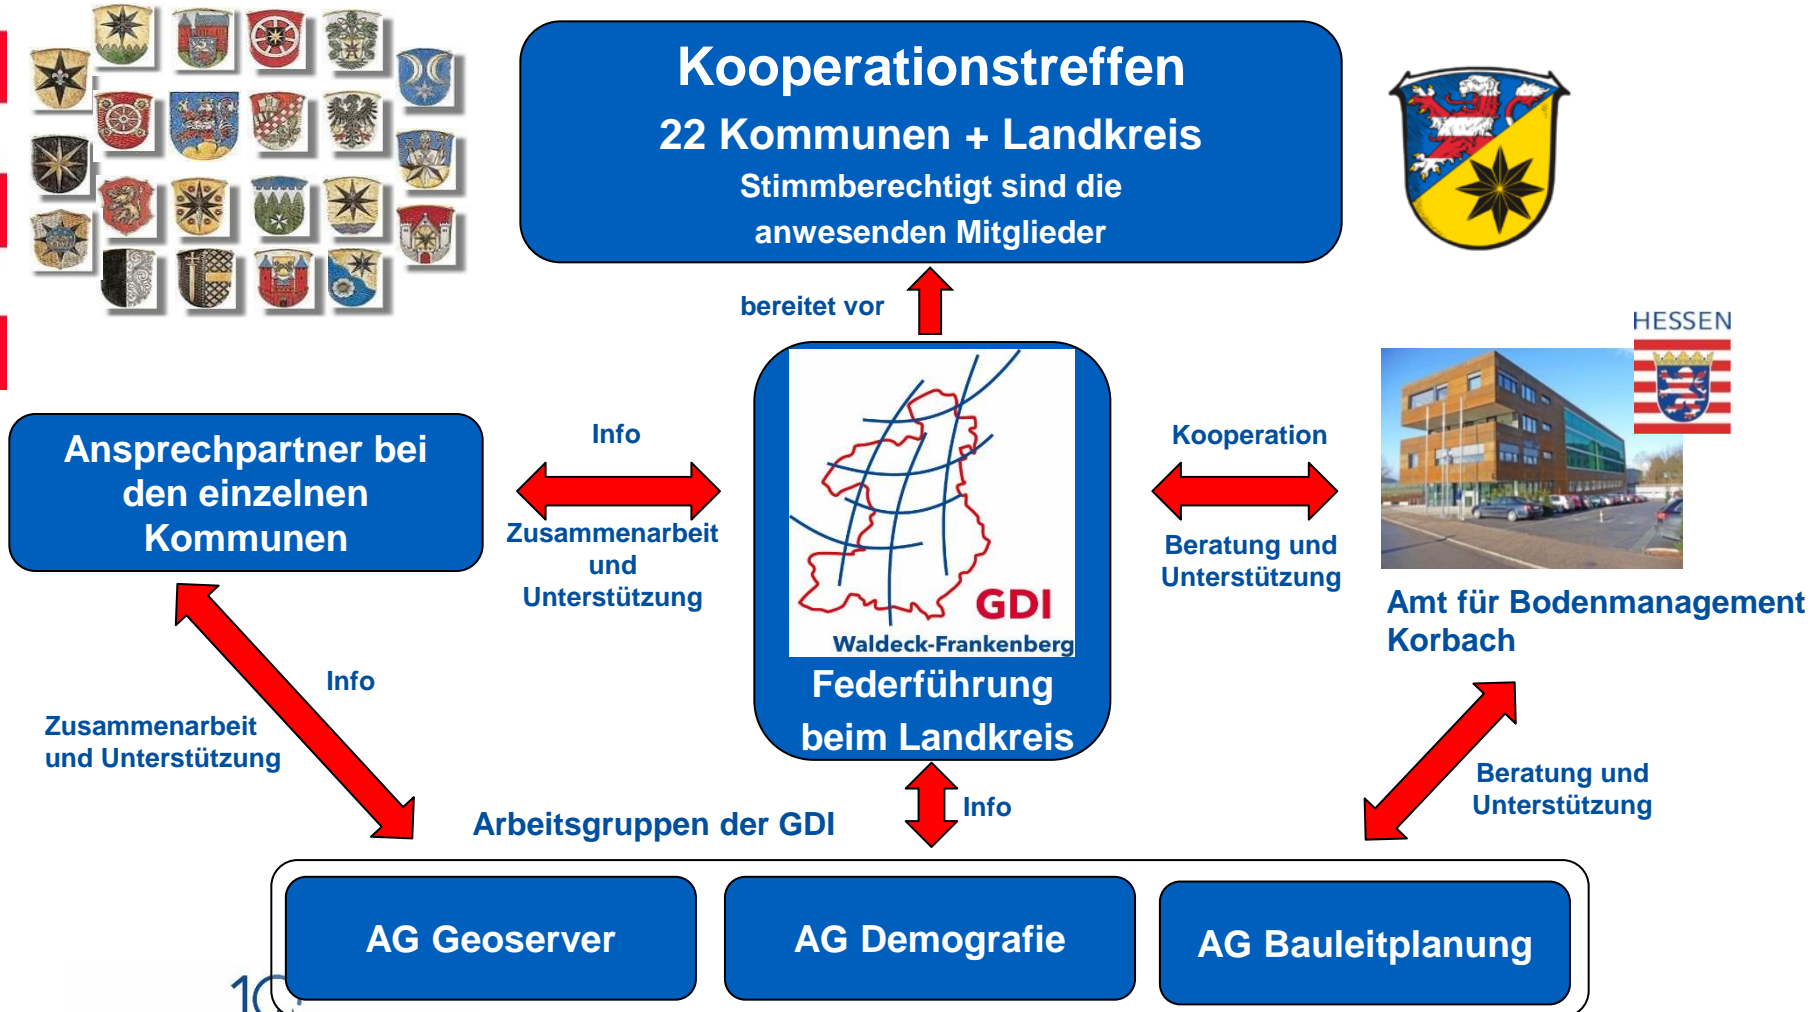 Kooperationstreffen
22 Kommunen + Landkreis
Stimmberechtigt sind die
anwesenden Mitglieder
bereitet vor
HESSEN
Ansprechpartner bei
den einzelnen
Kommunen
Info
Zusammenarbeit
und
Unterstützung
GDI
Waldeck-Frankenberg
Federführung
beim Landkreis
Kooperation
Beratung und
Unterstützung
Amt für Bodenmanagement
Korbach
Info
Zusammenarbeit
und Unterstützung
Info
Beratung und
Unterstützung
Arbeitsgruppen der GDI
AG Geoserver
AG Demografie
AG Bauleitplanung